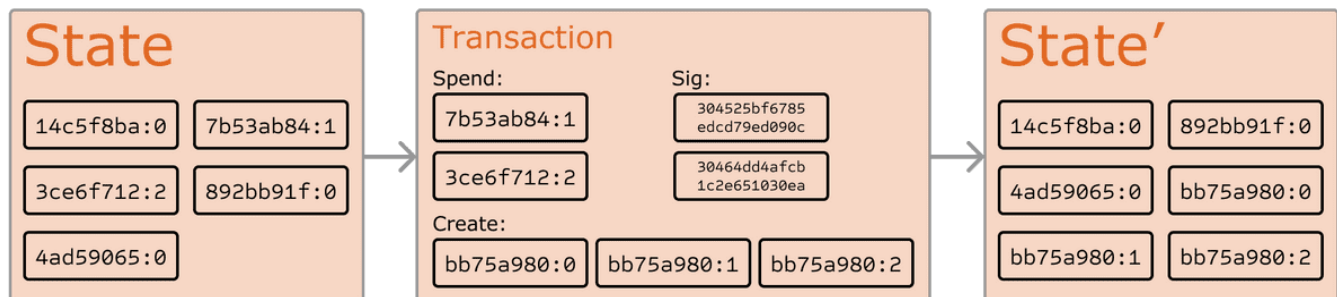 State
14c5f8ba:0 7b53ab84:1
3ce6f712:2 892bb91f:0
4ad59065:0
Transaction
Spend: Sig:
7b53ab84:1 304525bf6785
edcd79ed090c
3ce6f712:2 30464dd4afcb
1c2e651030ea
Create:
bb75a980:0 bb75a980:1 bb75a980:2
State′
14c5f8ba:0 892bb91f:0
4ad59065:0 bb75a980:0
bb75a980:1 bb75a980:2